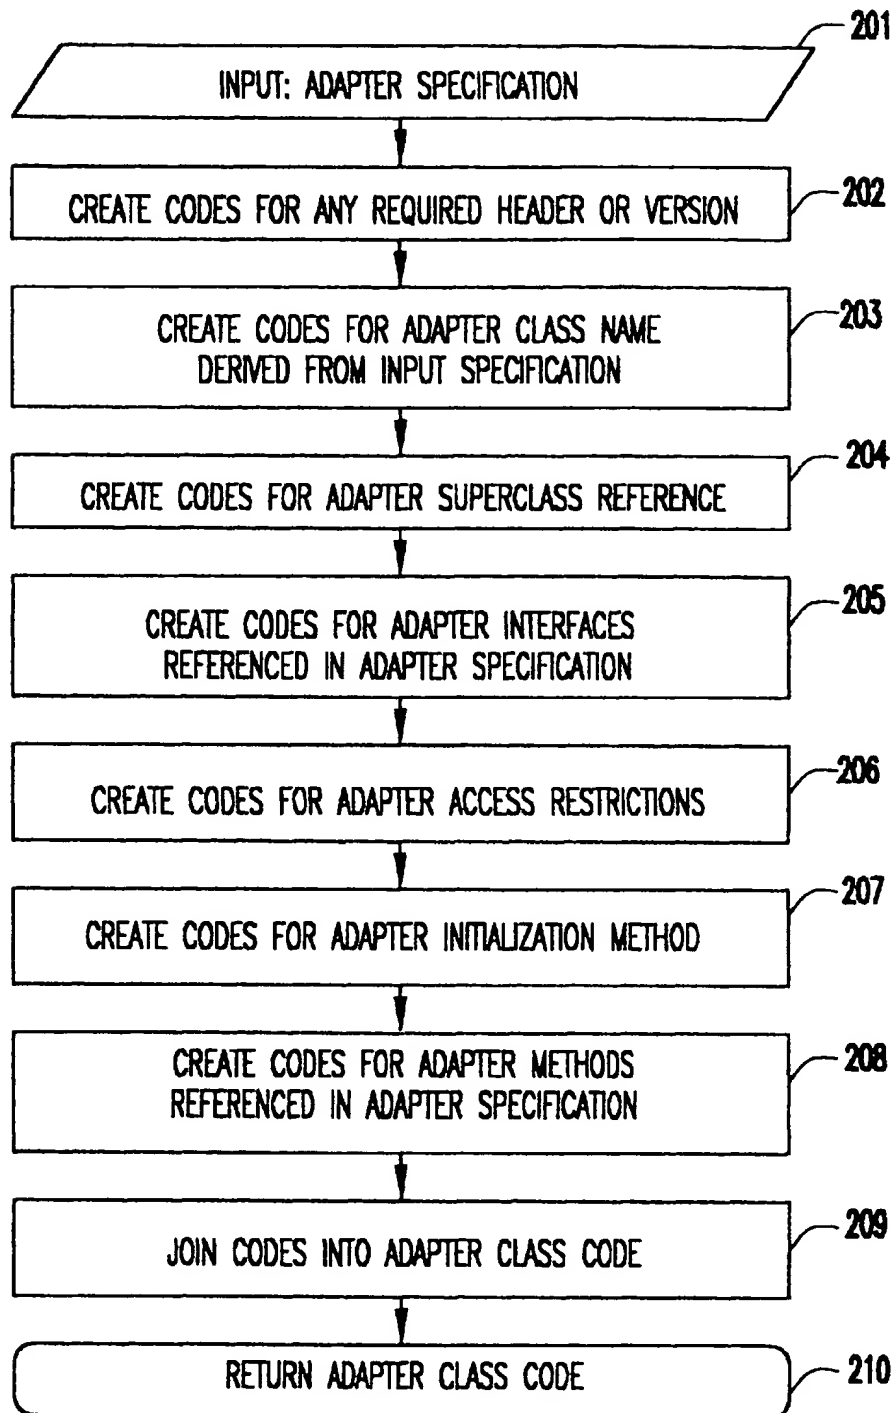 201
INPUT: ADAPTER SPECIFICATION
202
CREATE CODES FOR ANY REQUIRED HEADER OR VERSION
203
CREATE CODES FOR ADAPTER CLASS NAME
DERIVED FROM INPUT SPECIFICATION
204
CREATE CODES FOR ADAPTER SUPERCLASS REFERENCE
205
CREATE CODES FOR ADAPTER INTERFACES
REFERENCED IN ADAPTER SPECIFICATION
206
CREATE CODES FOR ADAPTER ACCESS RESTRICTIONS
207
CREATE CODES FOR ADAPTER INITIALIZATION METHOD
208
CREATE CODES FOR ADAPTER METHODS
REFERENCED IN ADAPTER SPECIFICATION
209
JOIN CODES INTO ADAPTER CLASS CODE
210
RETURN ADAPTER CLASS CODE